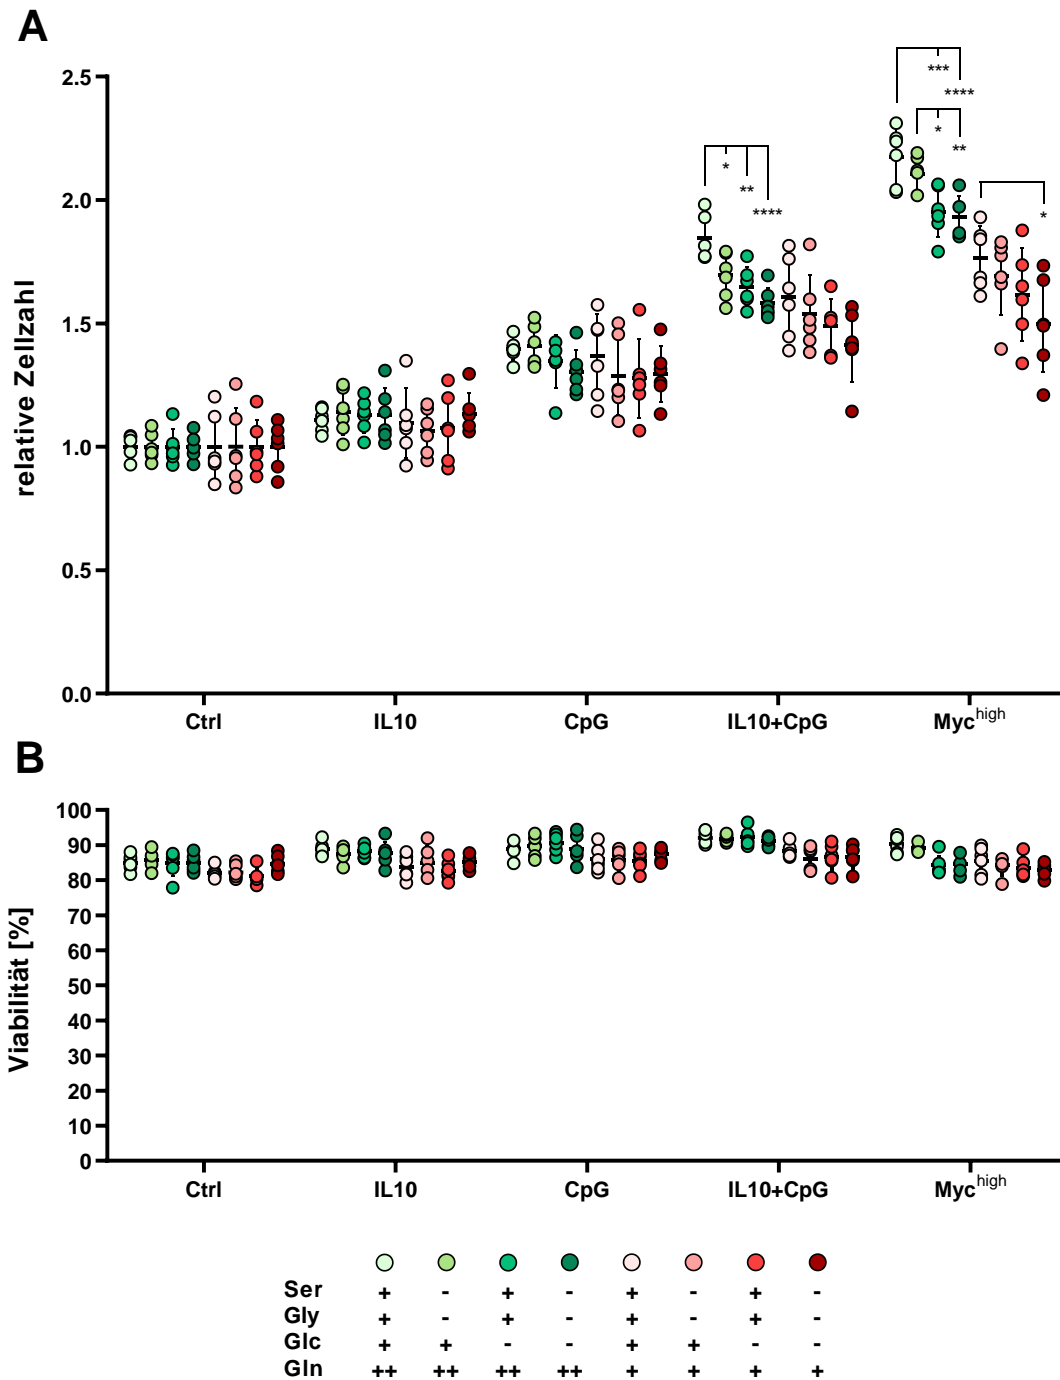 A
relative Zellzahl
2.5
2.0
1.5
1.0
0.5
0.0
***
****
*
**
*
*
**
****
Ctrl IL10 CpG IL10+CpG Myc^high
B
Viabilität [%]
100
90
80
70
60
50
40
30
20
10
0
Ctrl IL10 CpG IL10+CpG Myc^high
Ser + - + - + - + -
Gly + - + - + - + -
Glc + + - - + + - -
Gln ++ ++ ++ ++ + + + +